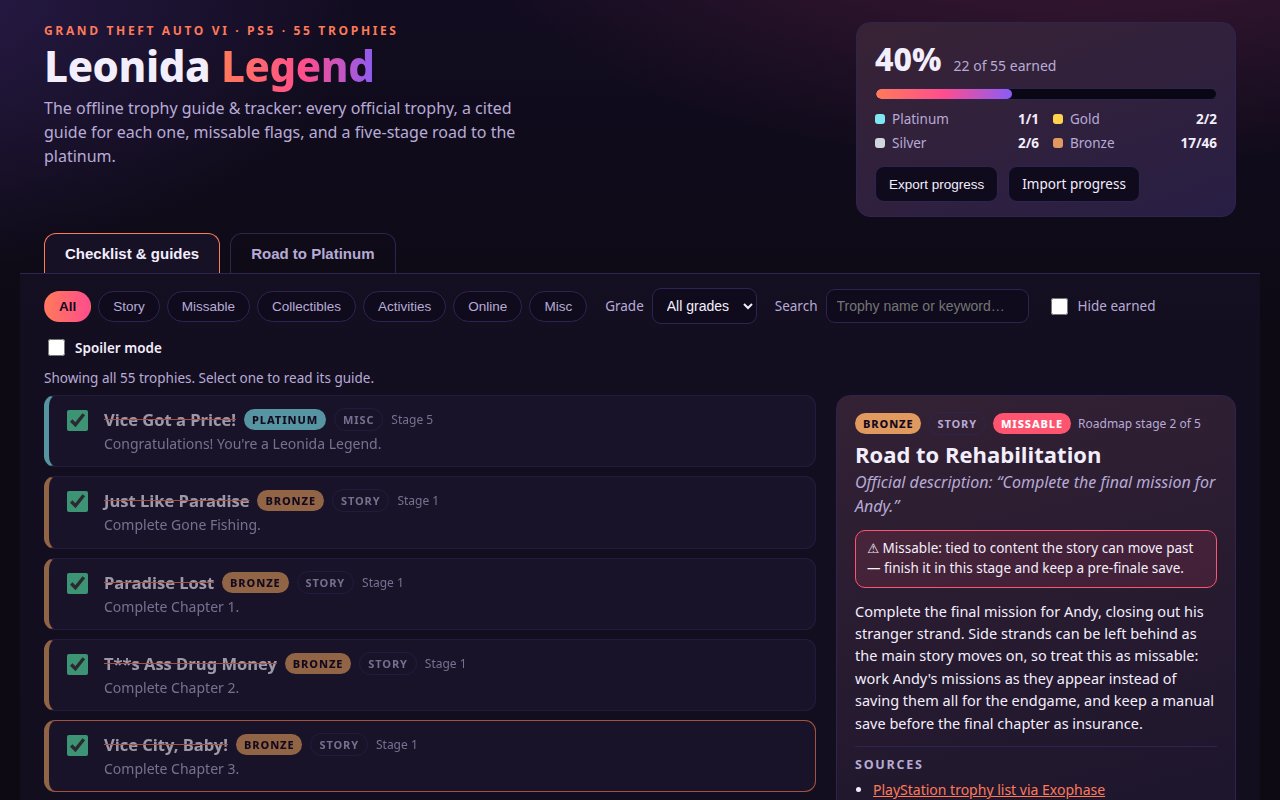 GRAND THEFT AUTO VI · PS5 · 55 TROPHIES
Leonida Legend
The offline trophy guide & tracker: every official trophy, a cited
guide for each one, missable flags, and a five-stage road to the
platinum.
40% 22 of 55 earned
Platinum 1/1 Gold 2/2
Silver 2/6 Bronze 17/46
Export progress Import progress
Checklist & guides Road to Platinum
All Story Missable Collectibles Activities Online Misc Grade All grades Search Trophy name or keyword… Hide earned
Spoiler mode
Showing all 55 trophies. Select one to read its guide.
Vice Got a Price! PLATINUM MISC Stage 5
Congratulations! You're a Leonida Legend.
Just Like Paradise BRONZE STORY Stage 1
Complete Gone Fishing.
Paradise Lost BRONZE STORY Stage 1
Complete Chapter 1.
T**s Ass Drug Money BRONZE STORY Stage 1
Complete Chapter 2.
Vice City, Baby! BRONZE STORY Stage 1
Complete Chapter 3.
BRONZE STORY MISSABLE Roadmap stage 2 of 5
Road to Rehabilitation
Official description: “Complete the final mission for
Andy.”
⚠ Missable: tied to content the story can move past
— finish it in this stage and keep a pre-finale save.
Complete the final mission for Andy, closing out his
stranger strand. Side strands can be left behind as
the main story moves on, so treat this as missable:
work Andy's missions as they appear instead of
saving them all for the endgame, and keep a manual
save before the final chapter as insurance.
SOURCES
• PlayStation trophy list via Exophase